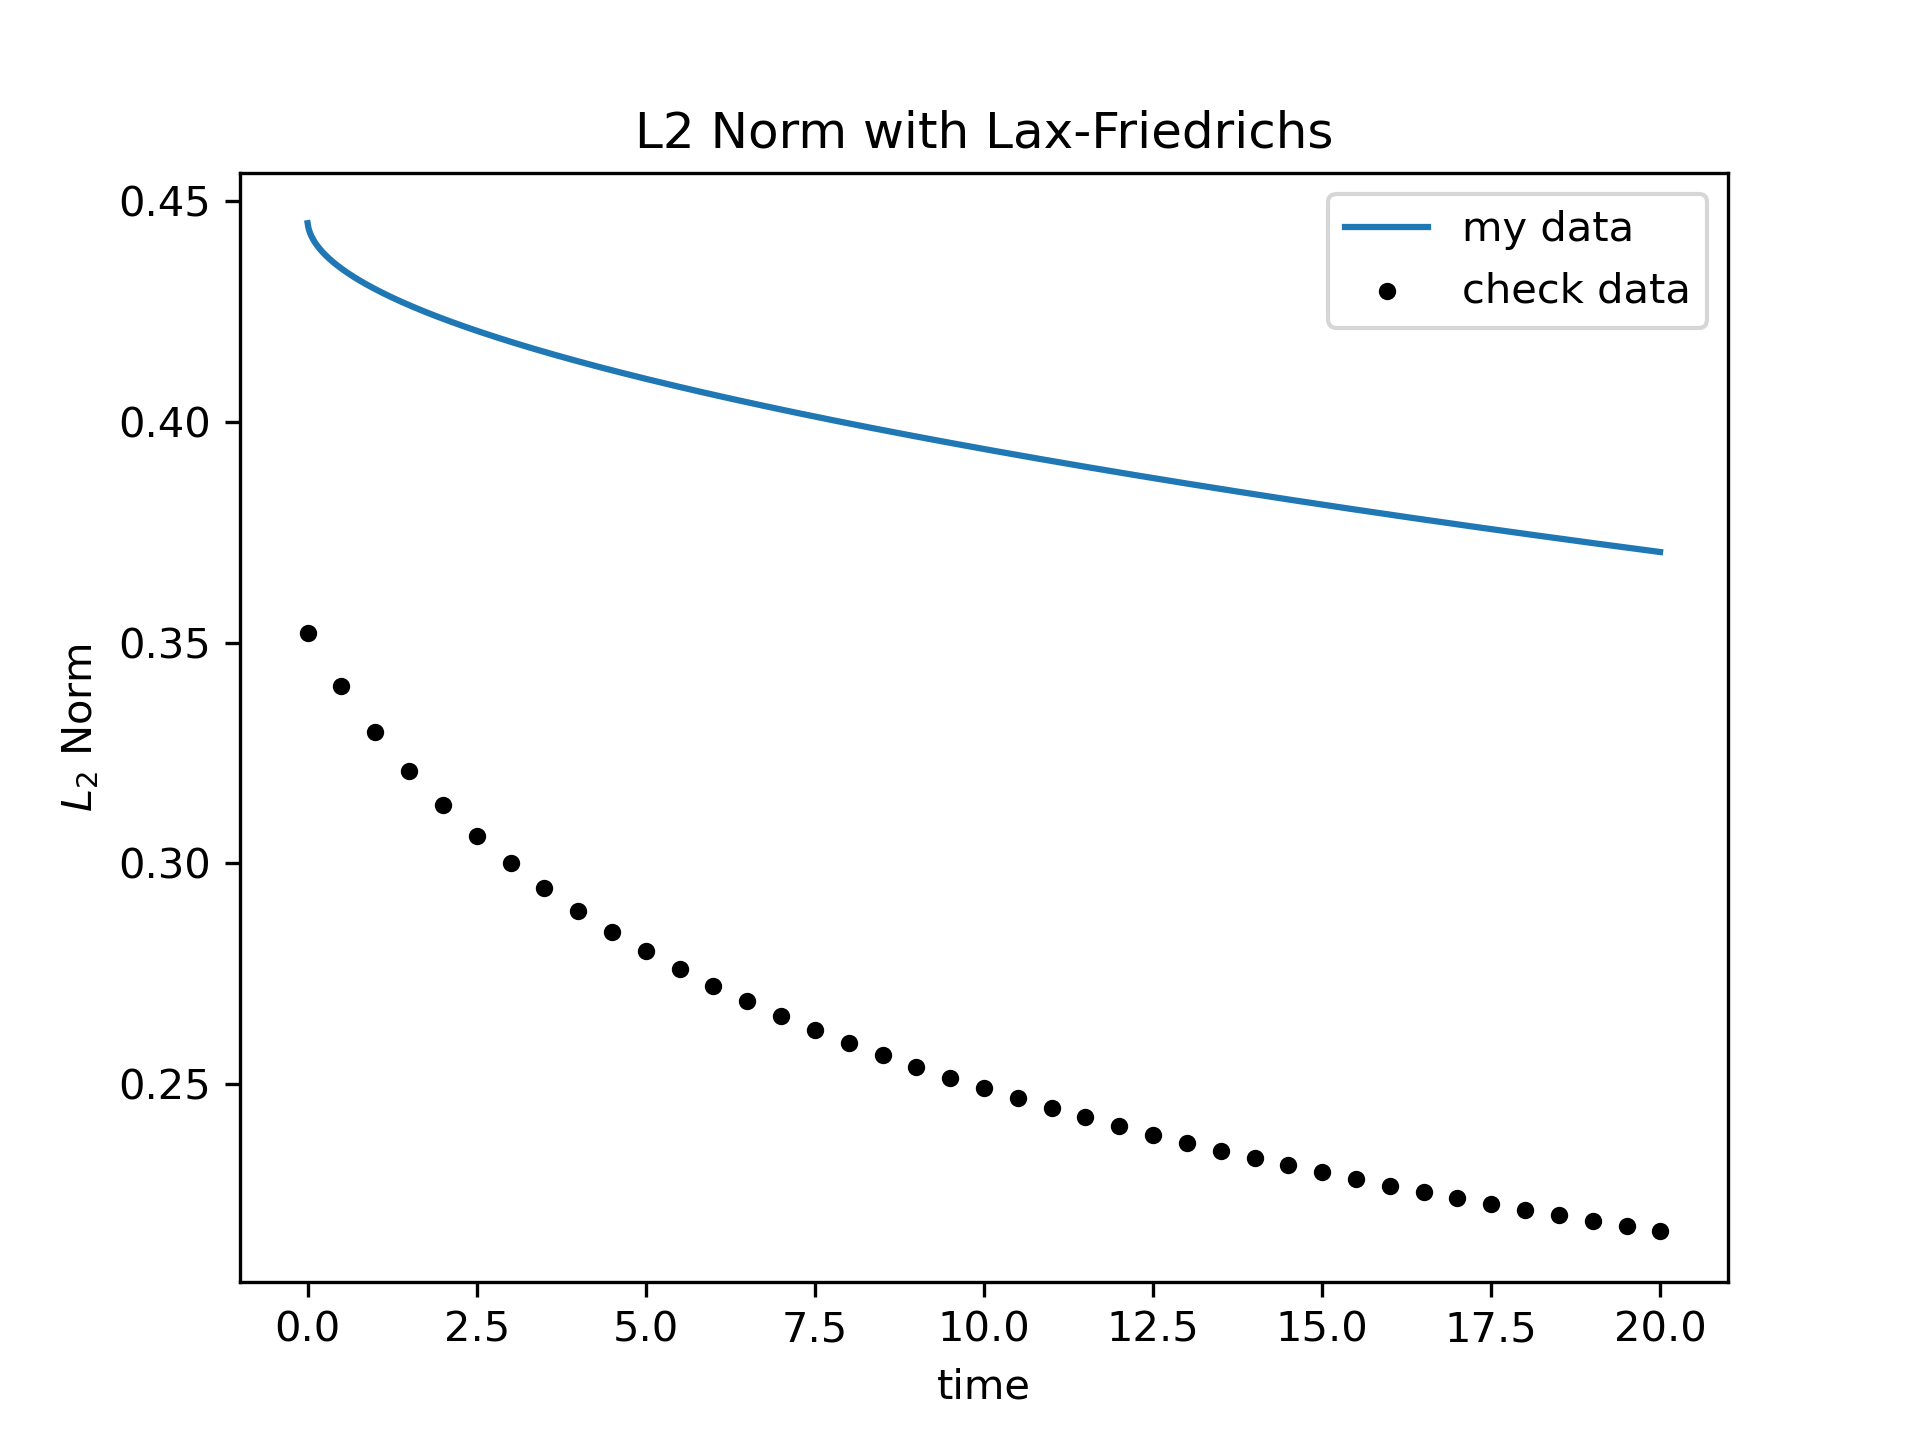 L2 Norm with Lax-Friedrichs
my data
check data
0.45
0.40
0.35
0.30
0.25
L₂ Norm
0.0 2.5 5.0 7.5 10.0 12.5 15.0 17.5 20.0
time